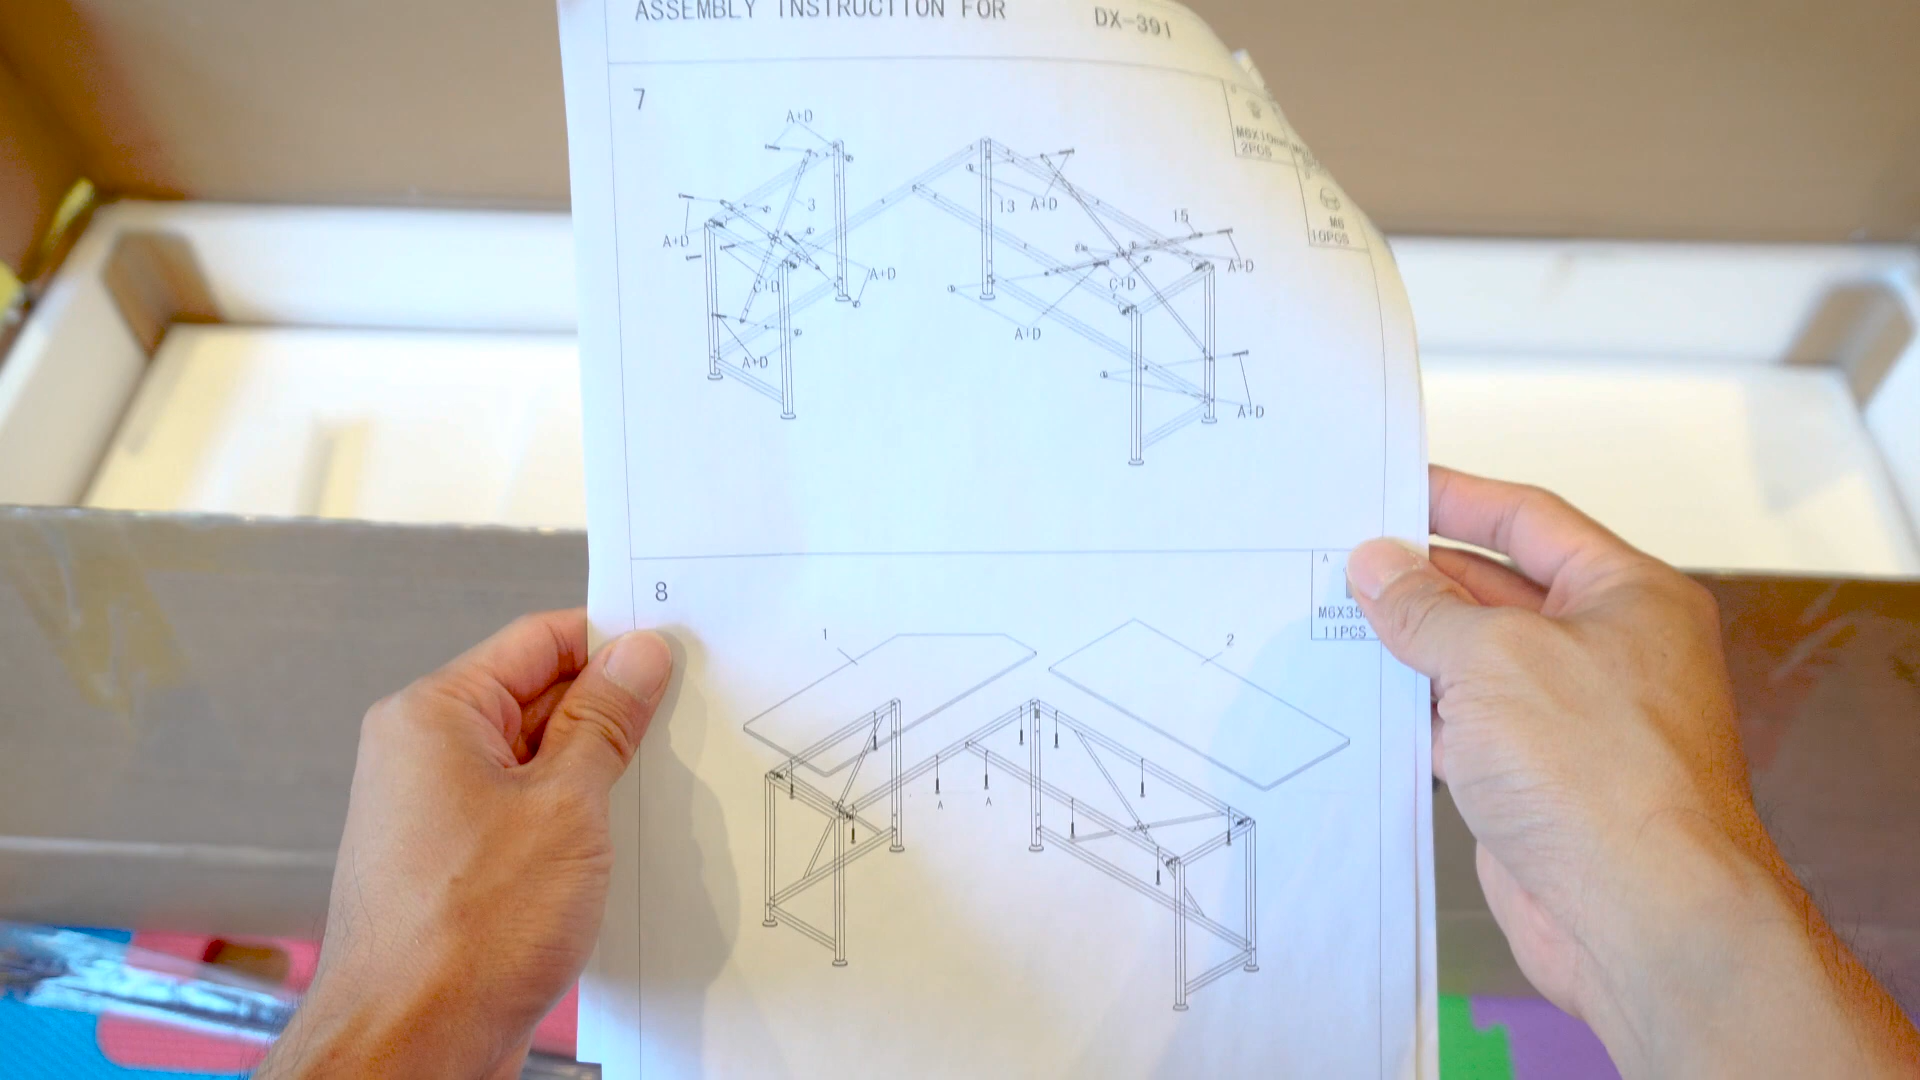 ASSEMBLY INSTRUCTION FOR DX-391
7
M6X10mm
2PCS
M6
10PCS
A+D
3
A+D
A+D
C+D
A+D
13
A+D
15
A+D
C+D
A+D
A+D
8
A
M6X35
11PCS
1
2
A
A